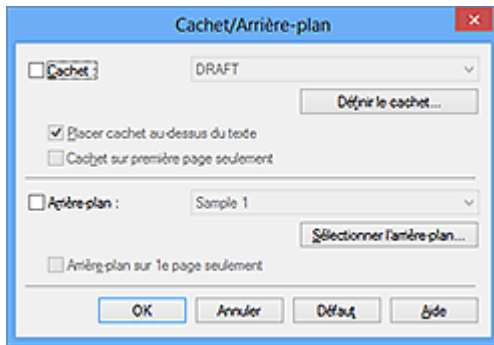 Cachet/Arrière-plan
Cachet : DRAFT
Définir le cachet...
Placer cachet au-dessus du texte
Cachet sur première page seulement
Arrière-plan : Sample 1
Sélectionner l'arrière-plan...
Arrière-plan sur 1e page seulement
OK Annuler Défaut Aide